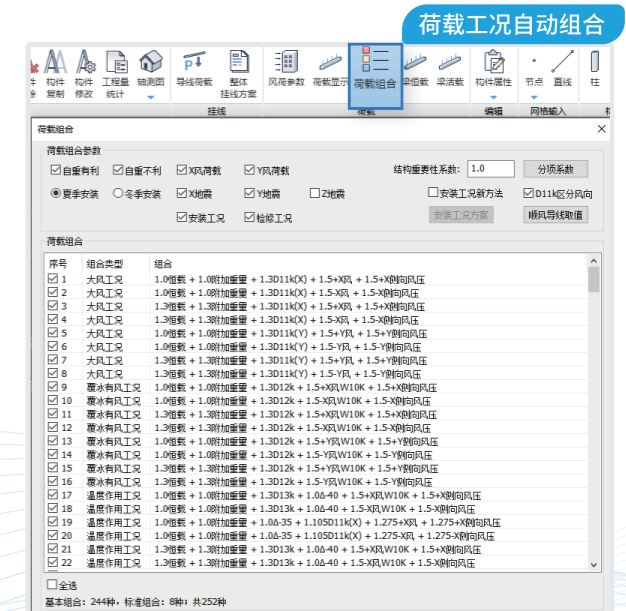 荷载工况自动组合
构件 构件 工程量 轴测图 导线荷载 整体 风荷参数 荷载显示 荷载组合 梁恒载 梁活载 构件属性 节点 直线 柱
复制 修改 统计 挂线方案
挂线 荷载 编辑 网格输入
荷载组合
荷载组合参数
自重有利 自重不利 X风荷载 Y风荷载 结构重要性系数: 1.0 分项系数
夏季安装 冬季安装 X地震 Y地震 Z地震 安装工况新方法 D11k区分风向
安装工况 检修工况 安装工况方案 顺风导线取值
荷载组合
序号 组合类型 组合
1 大风工况 1.0恒载 + 1.0附加重量 + 1.3D11k(X) + 1.5+X风 + 1.5+X侧向风压
2 大风工况 1.0恒载 + 1.0附加重量 + 1.3D11k(X) + 1.5-X风 + 1.5-X侧向风压
3 大风工况 1.3恒载 + 1.3附加重量 + 1.3D11k(X) + 1.5+X风 + 1.5+X侧向风压
4 大风工况 1.3恒载 + 1.3附加重量 + 1.3D11k(X) + 1.5-X风 + 1.5-X侧向风压
5 大风工况 1.0恒载 + 1.0附加重量 + 1.3D11k(Y) + 1.5+Y风 + 1.5+Y侧向风压
6 大风工况 1.0恒载 + 1.0附加重量 + 1.3D11k(Y) + 1.5-Y风 + 1.5-Y侧向风压
7 大风工况 1.3恒载 + 1.3附加重量 + 1.3D11k(Y) + 1.5+Y风 + 1.5+Y侧向风压
8 大风工况 1.3恒载 + 1.3附加重量 + 1.3D11k(Y) + 1.5-Y风 + 1.5-Y侧向风压
9 覆冰有风工况 1.0恒载 + 1.0附加重量 + 1.3D12k + 1.5+X风W10K + 1.5+X侧向风压
10 覆冰有风工况 1.0恒载 + 1.0附加重量 + 1.3D12k + 1.5-X风W10K + 1.5-X侧向风压
11 覆冰有风工况 1.3恒载 + 1.3附加重量 + 1.3D12k + 1.5+X风W10K + 1.5+X侧向风压
12 覆冰有风工况 1.3恒载 + 1.3附加重量 + 1.3D12k + 1.5-X风W10K + 1.5-X侧向风压
13 覆冰有风工况 1.0恒载 + 1.0附加重量 + 1.3D12k + 1.5+Y风W10K + 1.5+Y侧向风压
14 覆冰有风工况 1.0恒载 + 1.0附加重量 + 1.3D12k + 1.5-Y风W10K + 1.5-Y侧向风压
15 覆冰有风工况 1.3恒载 + 1.3附加重量 + 1.3D12k + 1.5+Y风W10K + 1.5+Y侧向风压
16 覆冰有风工况 1.3恒载 + 1.3附加重量 + 1.3D12k + 1.5-Y风W10K + 1.5-Y侧向风压
17 温度作用工况 1.0恒载 + 1.0附加重量 + 1.3D13k + 1.0Δ-40 + 1.5+X风W10K + 1.5+X侧向风压
18 温度作用工况 1.0恒载 + 1.0附加重量 + 1.3D13k + 1.0Δ-40 + 1.5-X风W10K + 1.5-X侧向风压
19 温度作用工况 1.0恒载 + 1.0附加重量 + 1.0Δ-35 + 1.105D11k(X) + 1.275+X风 + 1.275+X侧向风压
20 温度作用工况 1.0恒载 + 1.0附加重量 + 1.0Δ-35 + 1.105D11k(X) + 1.275-X风 + 1.275-X侧向风压
21 温度作用工况 1.3恒载 + 1.3附加重量 + 1.3D13k + 1.0Δ-40 + 1.5+X风W10K + 1.5+X侧向风压
22 温度作用工况 1.3恒载 + 1.3附加重量 + 1.3D13k + 1.0Δ-40 + 1.5-X风W10K + 1.5-X侧向风压
全选
基本组合: 244种, 标准组合: 8种; 共252种